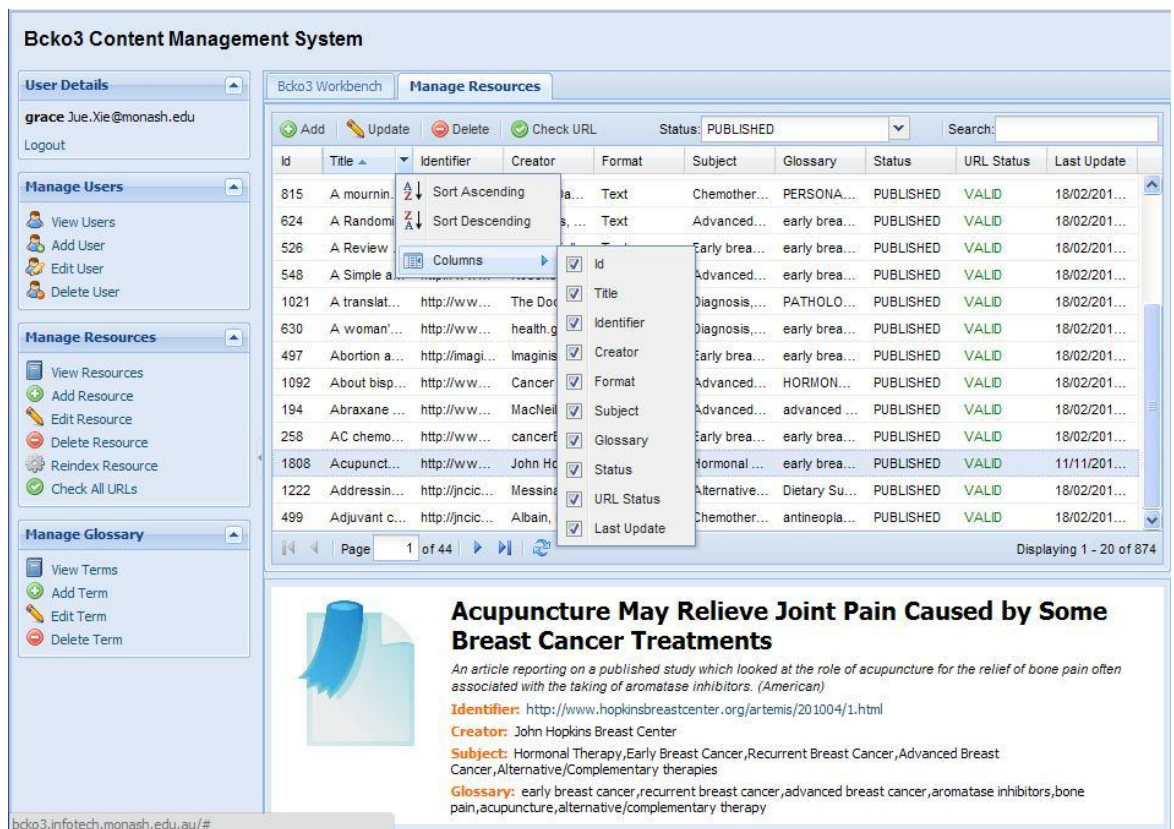 Bcko3 Content Management System
User Details
grace Jue.Xie@monash.edu
Logout
Manage Users
View Users
Add User
Edit User
Delete User
Manage Resources
View Resources
Add Resource
Edit Resource
Delete Resource
Reindex Resource
Check All URLs
Manage Glossary
View Terms
Add Term
Edit Term
Delete Term
Bcko3 Workbench Manage Resources
Add Update Delete Check URL Status: PUBLISHED Search:
Id Title Identifier Creator Format Subject Glossary Status URL Status Last Update
815 A mournin... Text Chemother... PERSONA... PUBLISHED VALID 18/02/201...
624 A Randomi Text Advanced... early brea... PUBLISHED VALID 18/02/201...
526 A Review Early brea... early brea... PUBLISHED VALID 18/02/201...
548 A Simple a... Advanced... early brea... PUBLISHED VALID 18/02/201...
1021 A translat... http://ww... The Doc Diagnosis,... PATHOLO... PUBLISHED VALID 18/02/201...
630 A woman'... http://ww... health.g Diagnosis,... early brea... PUBLISHED VALID 18/02/201...
497 Abortion a... http://imagi... Imaginis Early brea... early brea... PUBLISHED VALID 18/02/201...
1092 About bisp... http://ww... Cancer Advanced... HORMON... PUBLISHED VALID 18/02/201...
194 Abraxane ... http://ww... MacNeil Advanced... advanced ... PUBLISHED VALID 18/02/201...
258 AC chemo... http://ww... cancerB Early brea... early brea... PUBLISHED VALID 18/02/201...
1808 Acupunct... http://ww... John Ho Hormonal ... early brea... PUBLISHED VALID 11/11/201...
1222 Addressin... http://jncic... Messina Alternative... Dietary Su... PUBLISHED VALID 18/02/201...
499 Adjuvant c... http://jncic... Albain, Chemother... antineopla... PUBLISHED VALID 18/02/201...
Sort Ascending
Sort Descending
Columns
Id
Title
Identifier
Creator
Format
Subject
Glossary
Status
URL Status
Last Update
Page 1 of 44 Displaying 1 - 20 of 874
Acupuncture May Relieve Joint Pain Caused by Some
Breast Cancer Treatments
An article reporting on a published study which looked at the role of acupuncture for the relief of bone pain often
associated with the taking of aromatase inhibitors. (American)
Identifier: http://www.hopkinsbreastcenter.org/artemis/201004/1.html
Creator: John Hopkins Breast Center
Subject: Hormonal Therapy,Early Breast Cancer,Recurrent Breast Cancer,Advanced Breast
Cancer,Alternative/Complementary therapies
Glossary: early breast cancer,recurrent breast cancer,advanced breast cancer,aromatase inhibitors,bone
pain,acupuncture,alternative/complementary therapy
bcko3.infotech.monash.edu.au/#